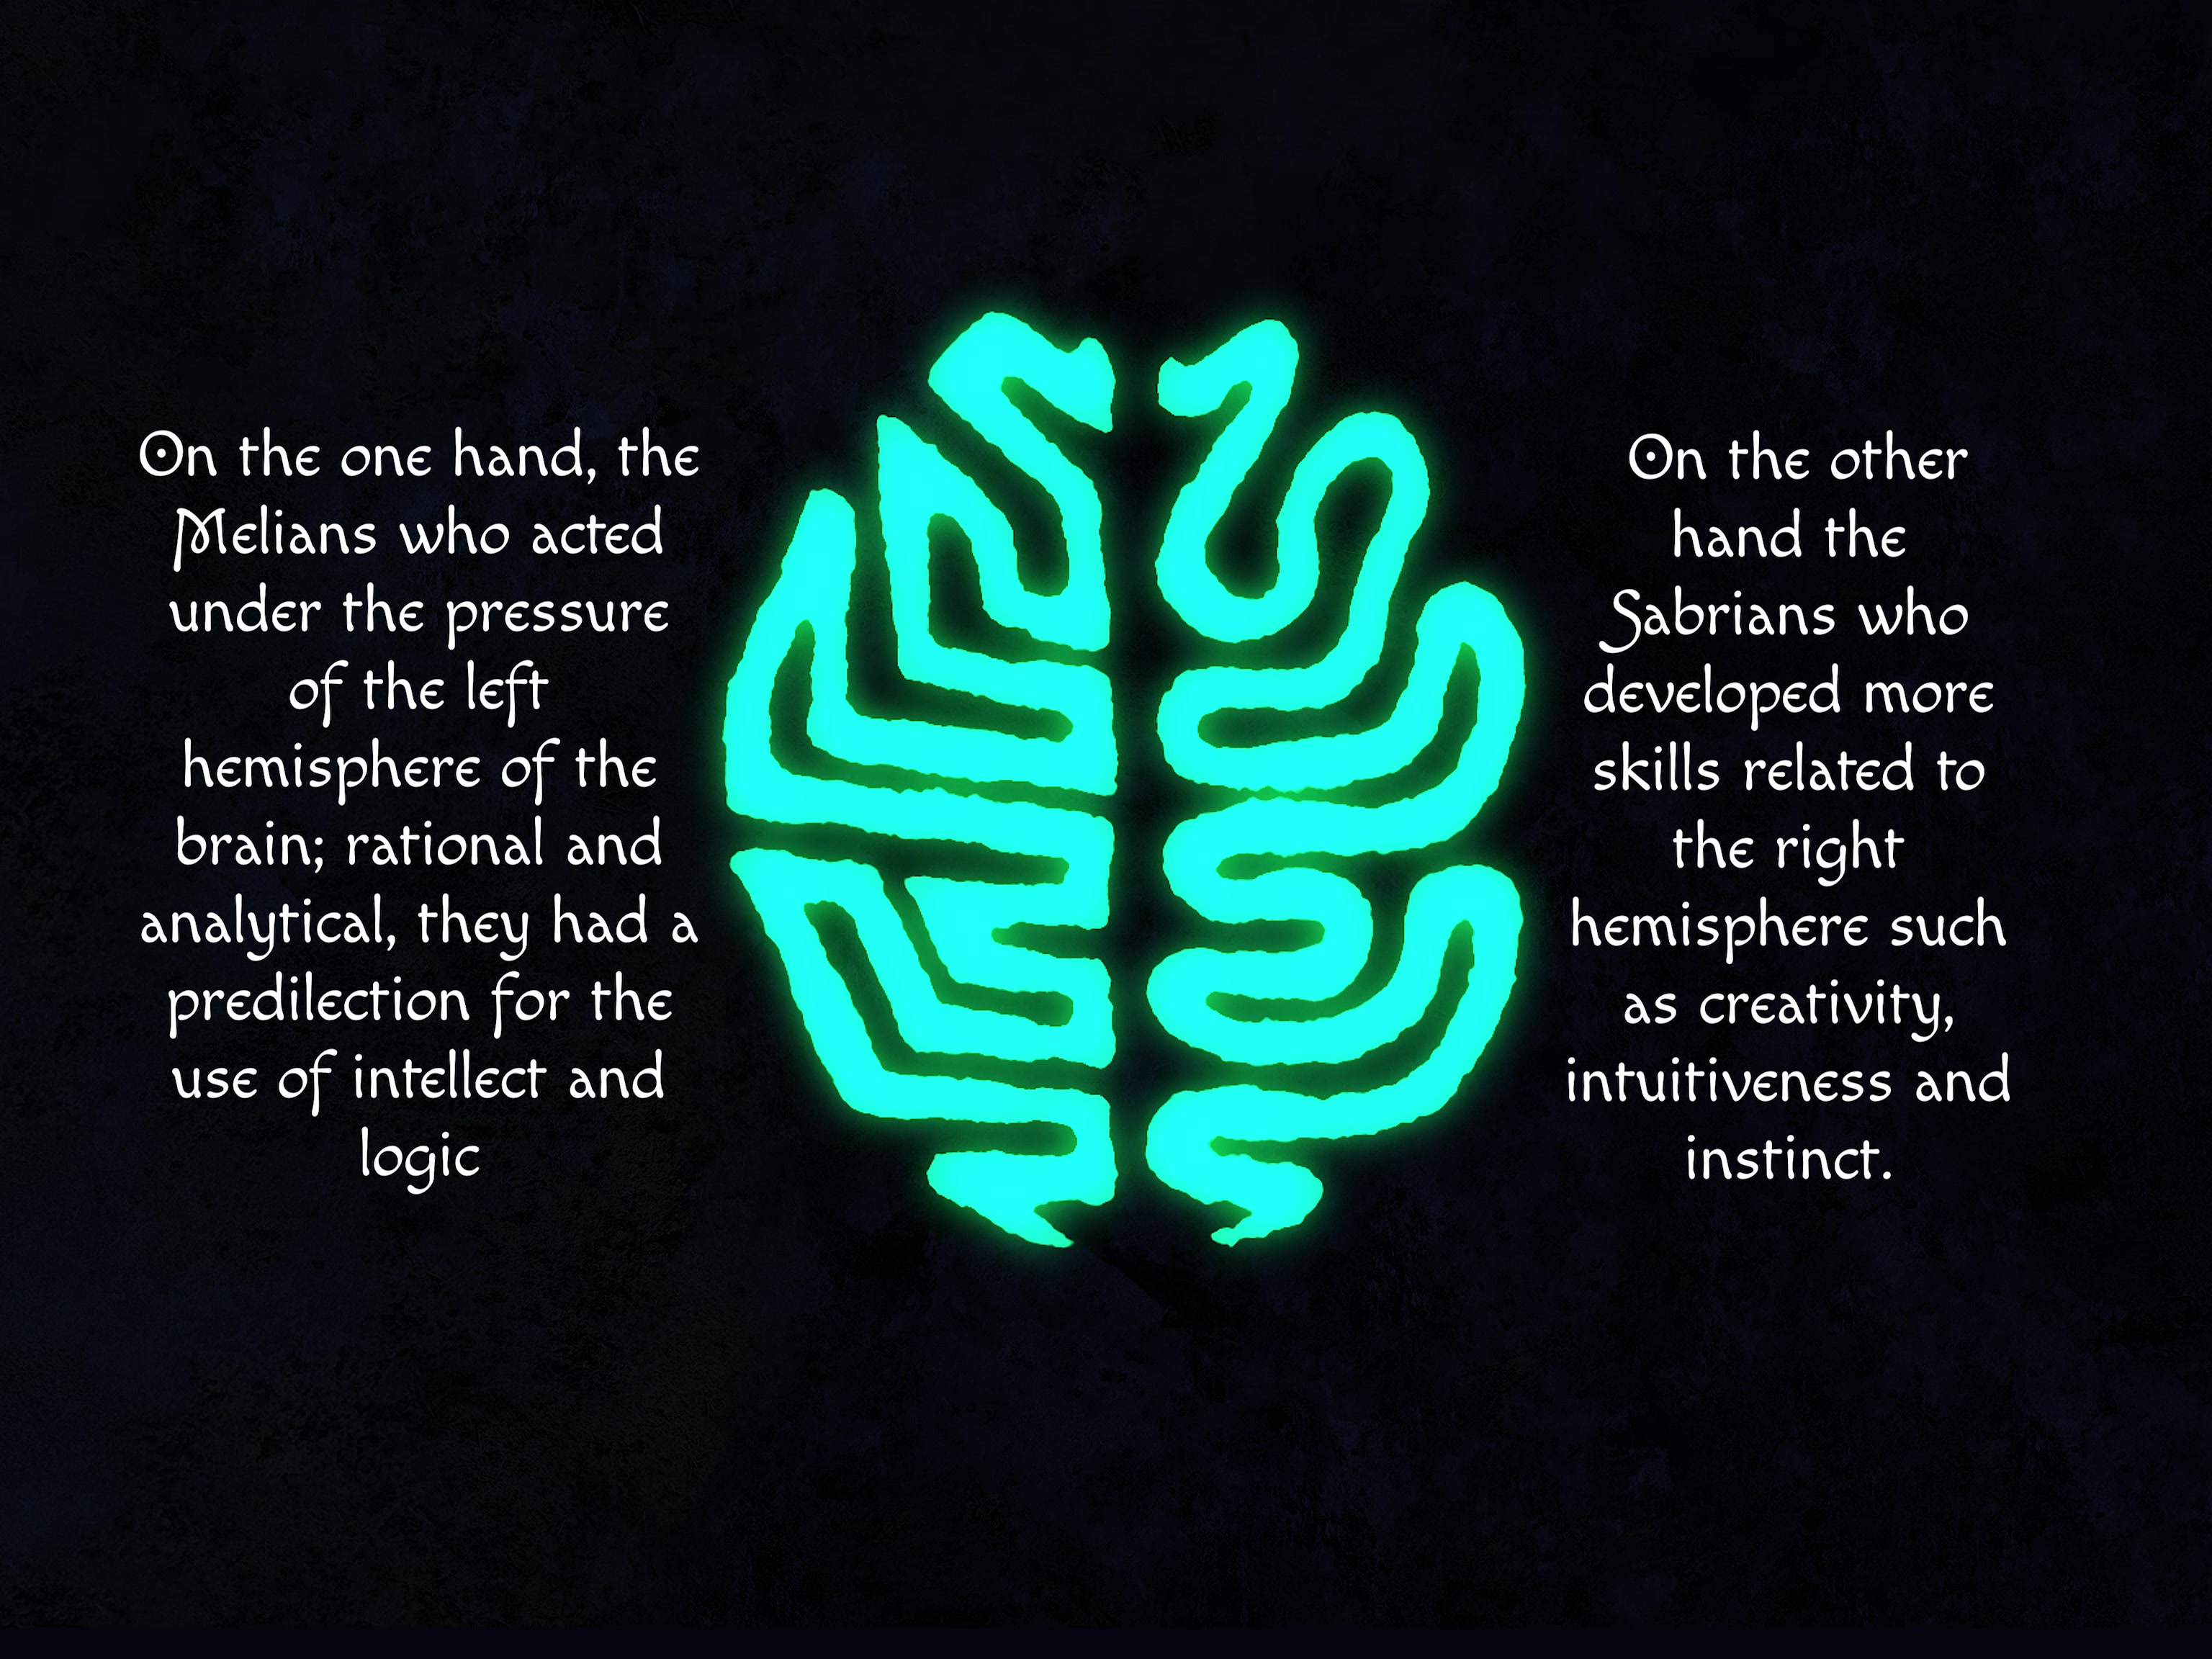 On the one hand, the
Melians who acted
under the pressure
of the left
hemisphere of the
brain; rational and
analytical, they had a
predilection for the
use of intellect and
logic
On the other
hand the
Sabrians who
developed more
skills related to
the right
hemisphere such
as creativity,
intuitiveness and
instinct.